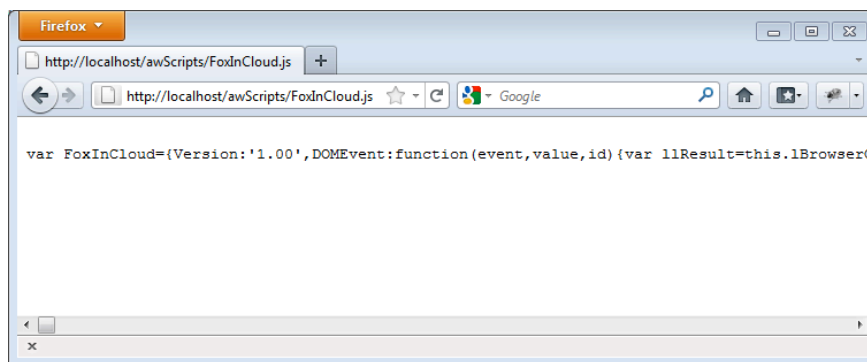 Firefox
http://localhost/awScripts/FoxInCloud.js
http://localhost/awScripts/FoxInCloud.js
Google
var FoxInCloud={Version:'1.00',DOMEvent:function(event,value,id){var llResult=this.lBrowser